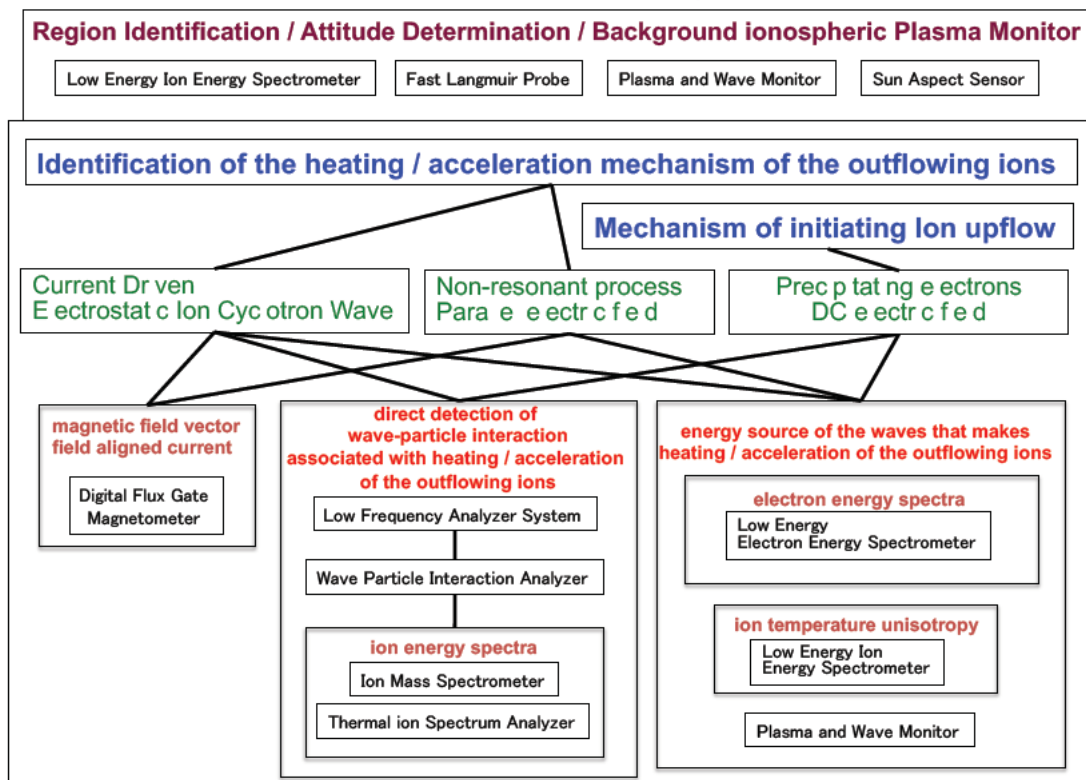 Region Identification / Attitude Determination / Background ionospheric Plasma Monitor
Low Energy Ion Energy Spectrometer
Fast Langmuir Probe
Plasma and Wave Monitor
Sun Aspect Sensor
Identification of the heating / acceleration mechanism of the outflowing ions
Mechanism of initiating Ion upflow
Current Dr ven
E ectrostat c Ion Cyc otron Wave
Non-resonant process
Para e e ectr c f e d
Prec p tat ng e ectrons
DC e ectr c f e d
magnetic field vector
field aligned current
Digital Flux Gate
Magnetometer
direct detection of
wave-particle interaction
associated with heating / acceleration
of the outflowing ions
Low Frequency Analyzer System
Wave Particle Interaction Analyzer
ion energy spectra
Ion Mass Spectrometer
Thermal ion Spectrum Analyzer
energy source of the waves that makes
heating / acceleration of the outflowing ions
electron energy spectra
Low Energy
Electron Energy Spectrometer
ion temperature unisotropy
Low Energy Ion
Energy Spectrometer
Plasma and Wave Monitor